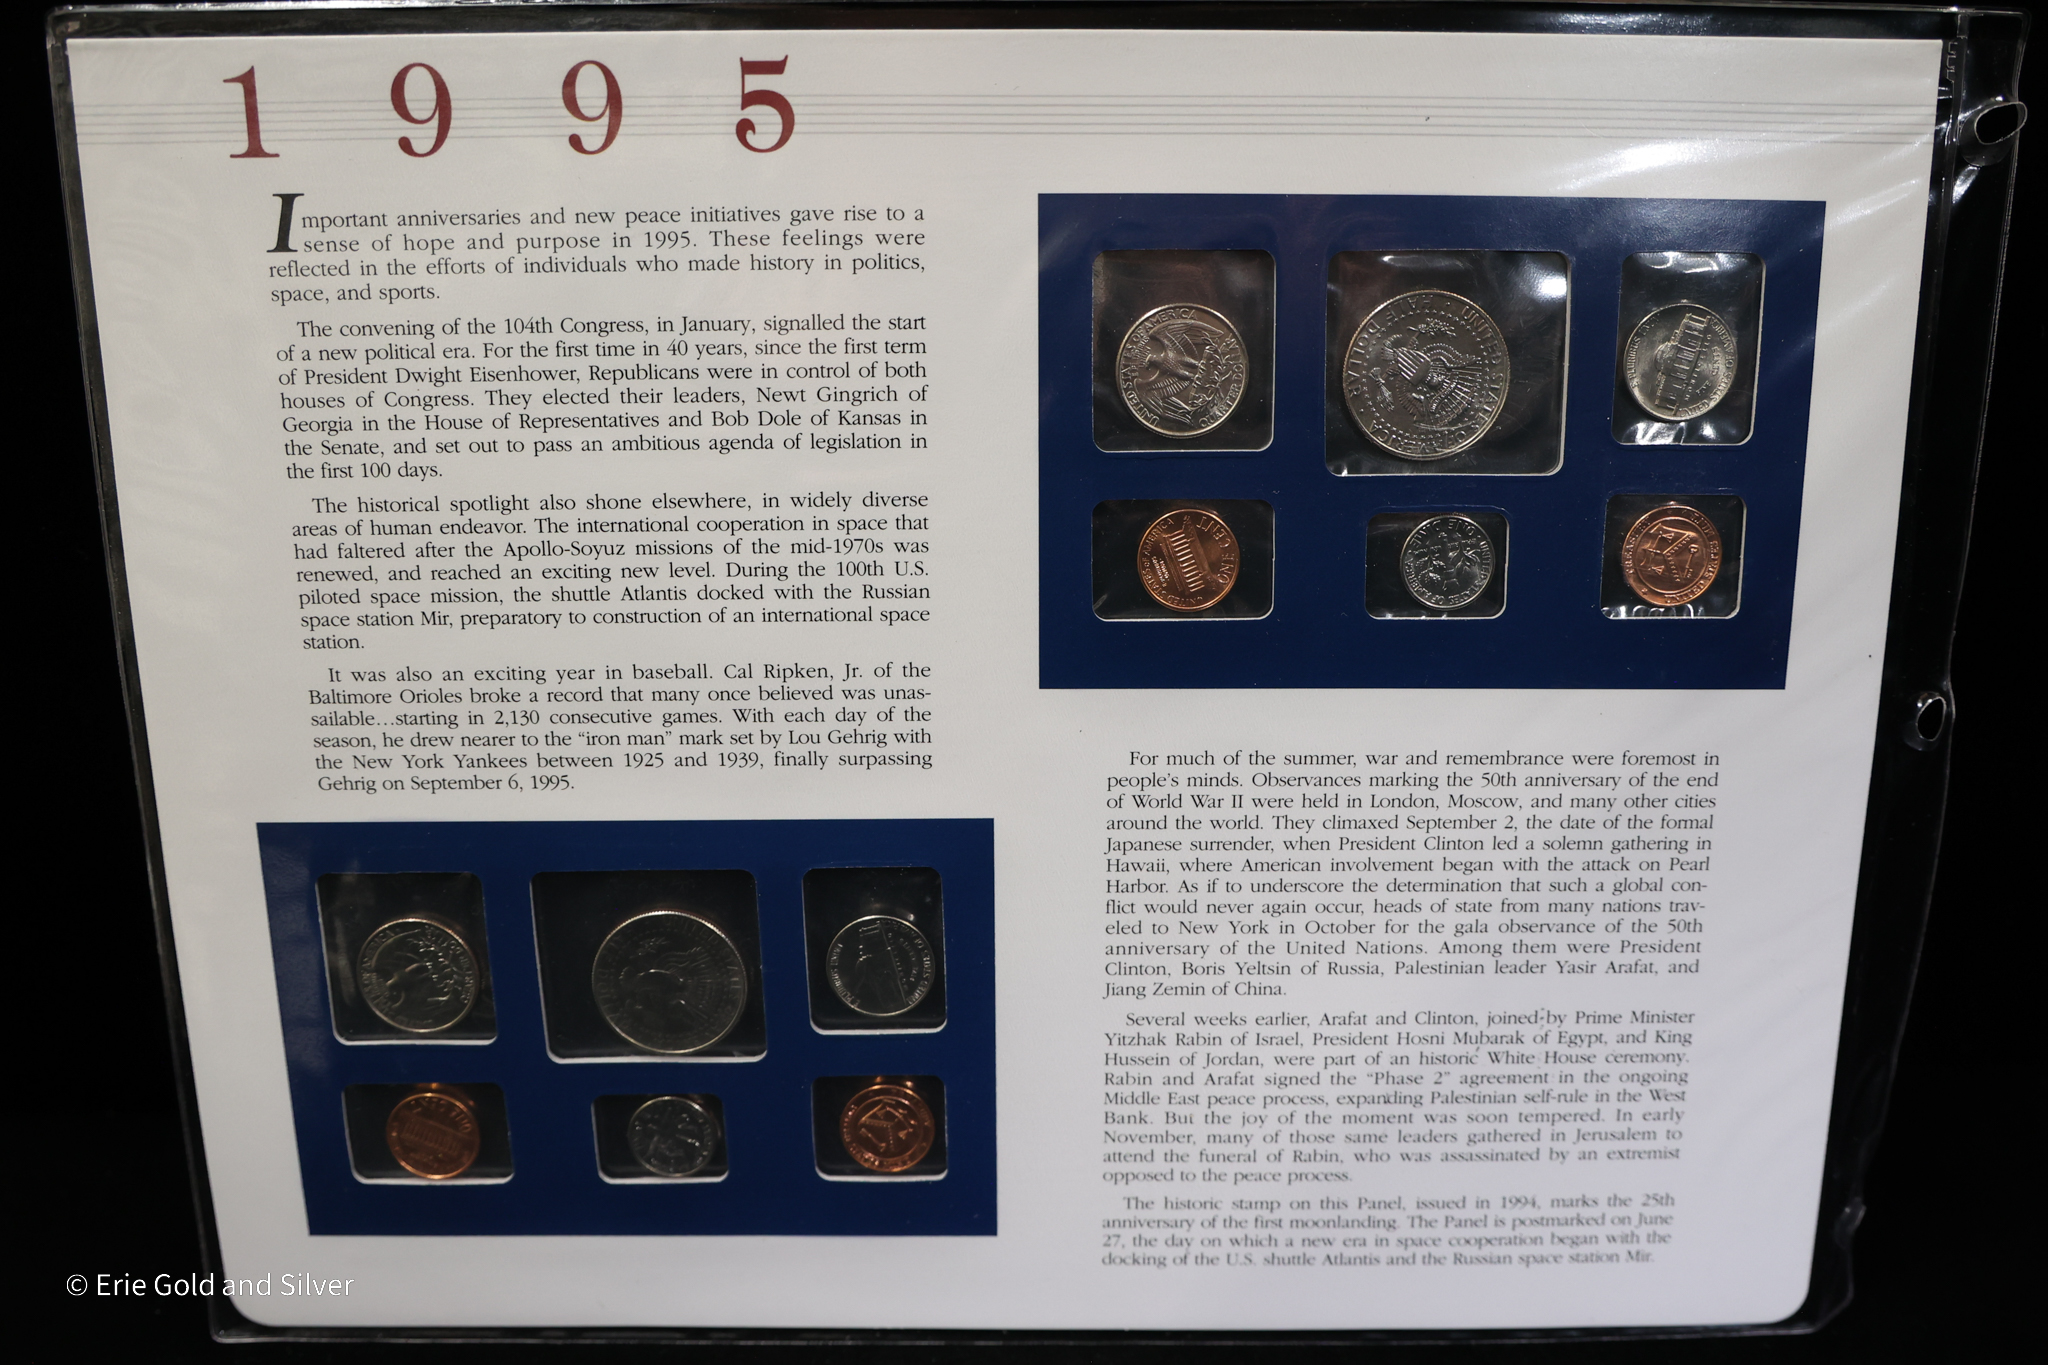 1 9 9 5
Important anniversaries and new peace initiatives gave rise to a
sense of hope and purpose in 1995. These feelings were
reflected in the efforts of individuals who made history in politics,
space, and sports.
The convening of the 104th Congress, in January, signalled the start
of a new political era. For the first time in 40 years, since the first term
of President Dwight Eisenhower, Republicans were in control of both
houses of Congress. They elected their leaders, Newt Gingrich of
Georgia in the House of Representatives and Bob Dole of Kansas in
the Senate, and set out to pass an ambitious agenda of legislation in
the first 100 days.
The historical spotlight also shone elsewhere, in widely diverse
areas of human endeavor. The international cooperation in space that
had faltered after the Apollo-Soyuz missions of the mid-1970s was
renewed, and reached an exciting new level. During the 100th U.S.
piloted space mission, the shuttle Atlantis docked with the Russian
space station Mir, preparatory to construction of an international space
station.
It was also an exciting year in baseball. Cal Ripken, Jr. of the
Baltimore Orioles broke a record that many once believed was unas-
sailable...starting in 2,130 consecutive games. With each day of the
season, he drew nearer to the “iron man” mark set by Lou Gehrig with
the New York Yankees between 1925 and 1939, finally surpassing
Gehrig on September 6, 1995.
UNITED STATES OF AMERICA
QUARTER DOLLAR
UNITED STATES OF AMERICA
HALF DOLLAR
UNITED STATES OF AMERICA
ONE CENT
For much of the summer, war and remembrance were foremost in
people's minds. Observances marking the 50th anniversary of the end
of World War II were held in London, Moscow, and many other cities
around the world. They climaxed September 2, the date of the formal
Japanese surrender, when President Clinton led a solemn gathering in
Hawaii, where American involvement began with the attack on Pearl
Harbor. As if to underscore the determination that such a global con-
flict would never again occur, heads of state from many nations trav-
eled to New York in October for the gala observance of the 50th
anniversary of the United Nations. Among them were President
Clinton, Boris Yeltsin of Russia, Palestinian leader Yasir Arafat, and
Jiang Zemin of China.
Several weeks earlier, Arafat and Clinton, joined by Prime Minister
Yitzhak Rabin of Israel, President Hosni Mubarak of Egypt, and King
Hussein of Jordan, were part of an historic White House ceremony.
Rabin and Arafat signed the “Phase 2” agreement in the ongoing
Middle East peace process, expanding Palestinian self-rule in the West
Bank. But the joy of the moment was soon tempered. In early
November, many of those same leaders gathered in Jerusalem to
attend the funeral of Rabin, who was assassinated by an extremist
opposed to the peace process.
The historic stamp on this Panel, issued in 1994, marks the 25th
anniversary of the first moonlanding. The Panel is postmarked on June
27, the day on which a new era in space cooperation began with the
docking of the U.S. shuttle Atlantis and the Russian space station Mir.
© Erie Gold and Silver